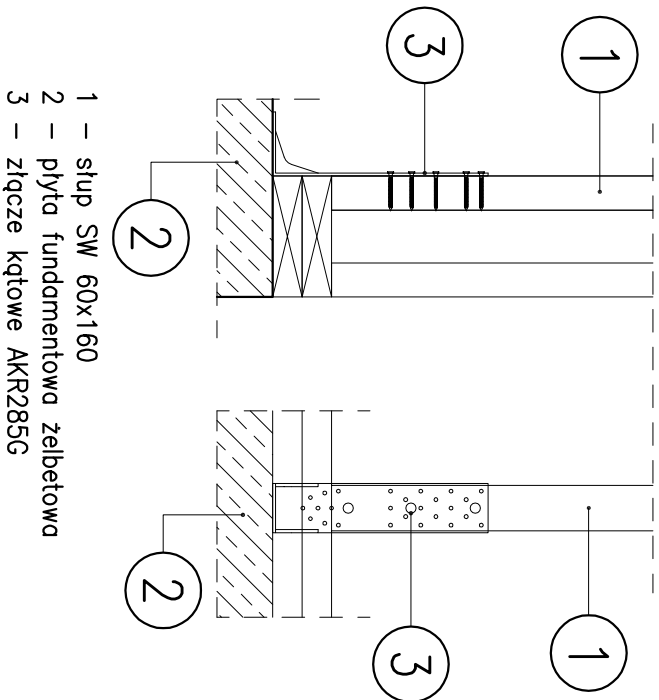 1
3
2
1
3
2
1 – słup SW 60x160
2 – płyta fundamentowa żelbetowa
3 – złącze kątowe AKR285G